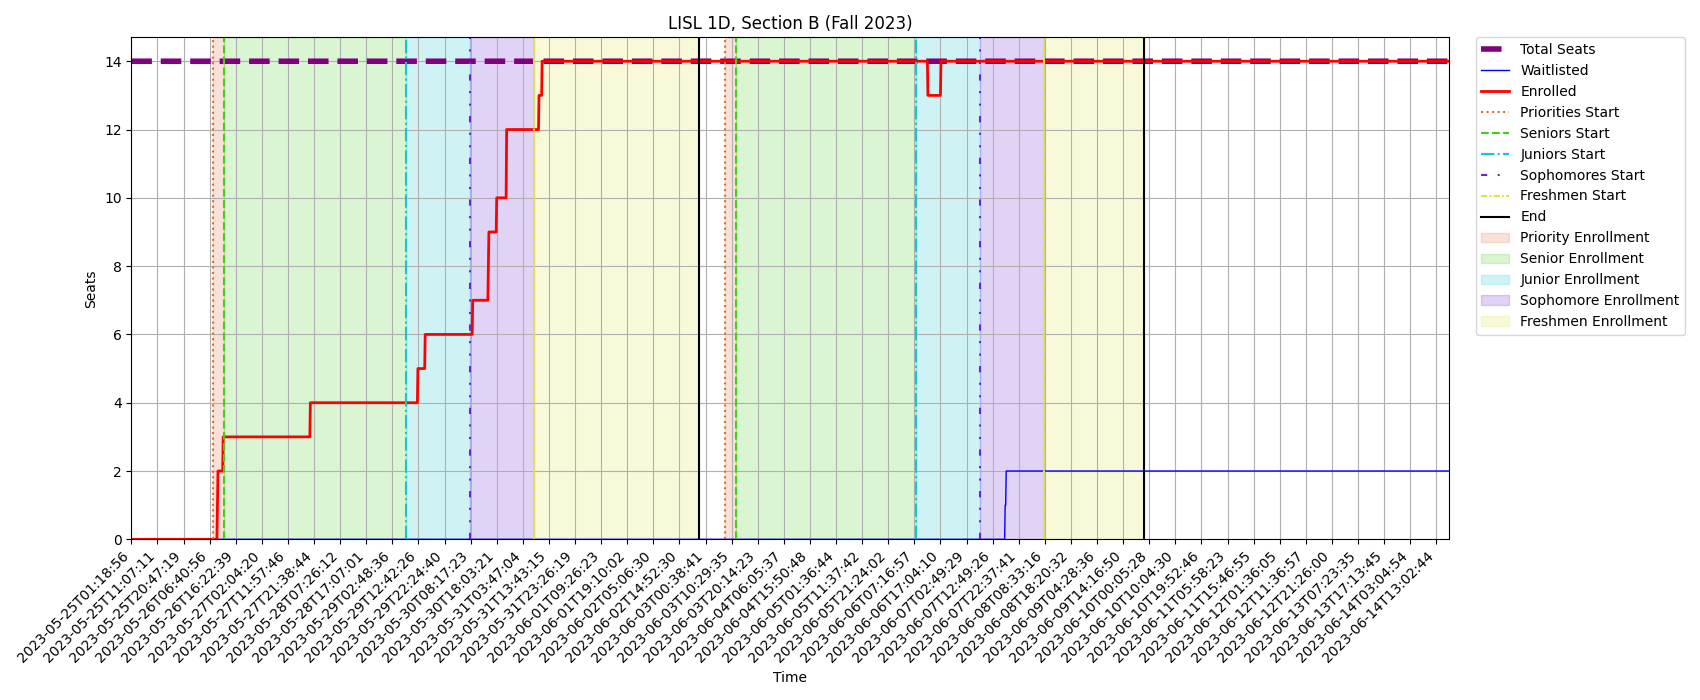 LISL 1D, Section B (Fall 2023)
Total Seats
Waitlisted
Enrolled
Priorities Start
Seniors Start
Juniors Start
Sophomores Start
Freshmen Start
End
Priority Enrollment
Senior Enrollment
Junior Enrollment
Sophomore Enrollment
Freshmen Enrollment
Seats
14
12
10
8
6
4
2
0
2023-05-25T01:18:56
2023-05-25T11:07:11
2023-05-25T20:47:19
2023-05-26T06:40:56
2023-05-26T16:22:39
2023-05-27T02:04:20
2023-05-27T11:57:46
2023-05-27T21:38:44
2023-05-28T07:26:12
2023-05-28T17:07:01
2023-05-29T02:48:36
2023-05-29T12:42:26
2023-05-29T22:24:40
2023-05-30T08:17:23
2023-05-30T18:03:21
2023-05-31T03:47:04
2023-05-31T13:43:15
2023-05-31T23:26:19
2023-06-01T09:26:23
2023-06-01T19:10:02
2023-06-02T05:06:30
2023-06-02T14:52:30
2023-06-03T00:38:41
2023-06-03T10:29:35
2023-06-03T20:14:23
2023-06-04T06:05:37
2023-06-04T15:50:48
2023-06-05T01:36:44
2023-06-05T11:37:42
2023-06-05T21:24:02
2023-06-06T07:16:57
2023-06-06T17:04:10
2023-06-07T02:49:29
2023-06-07T12:49:26
2023-06-07T22:37:41
2023-06-08T08:33:16
2023-06-08T18:20:32
2023-06-09T04:28:36
2023-06-09T14:16:50
2023-06-10T00:05:28
2023-06-10T10:04:30
2023-06-10T19:52:46
2023-06-11T05:58:23
2023-06-11T15:46:55
2023-06-12T01:36:05
2023-06-12T11:36:57
2023-06-12T21:26:00
2023-06-13T07:23:35
2023-06-13T17:13:45
2023-06-14T03:04:54
2023-06-14T13:02:44
Time